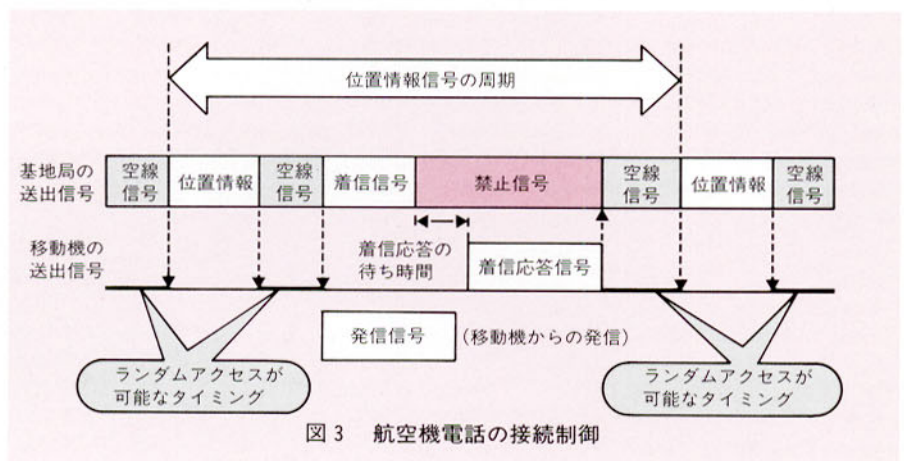 位置情報信号の周期
基地局の
送出信号
空線
信号
位置情報
空線
信号
着信信号
禁止信号
空線
信号
位置情報
空線
信号
移動機の
送出信号
着信応答の
待ち時間
着信応答信号
発信信号
(移動機からの発信)
ランダムアクセスが
可能なタイミング
ランダムアクセスが
可能なタイミング
図3 航空機電話の接続制御